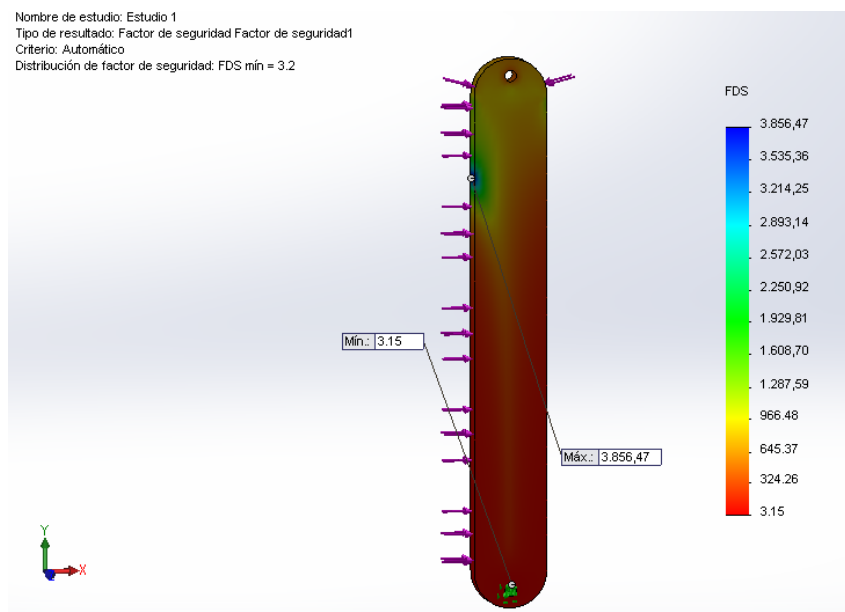 Nombre de estudio: Estudio 1
Tipo de resultado: Factor de seguridad Factor de seguridad1
Criterio: Automático
Distribución de factor de seguridad: FDS mín = 3.2
FDS
3.856,47
3.535,36
3.214,25
2.893,14
2.572,03
2.250,92
1.929,81
1.608,70
1.287,59
966.48
645.37
324.26
3.15
Mín.: 3.15
Máx.: 3.856,47
Y
X